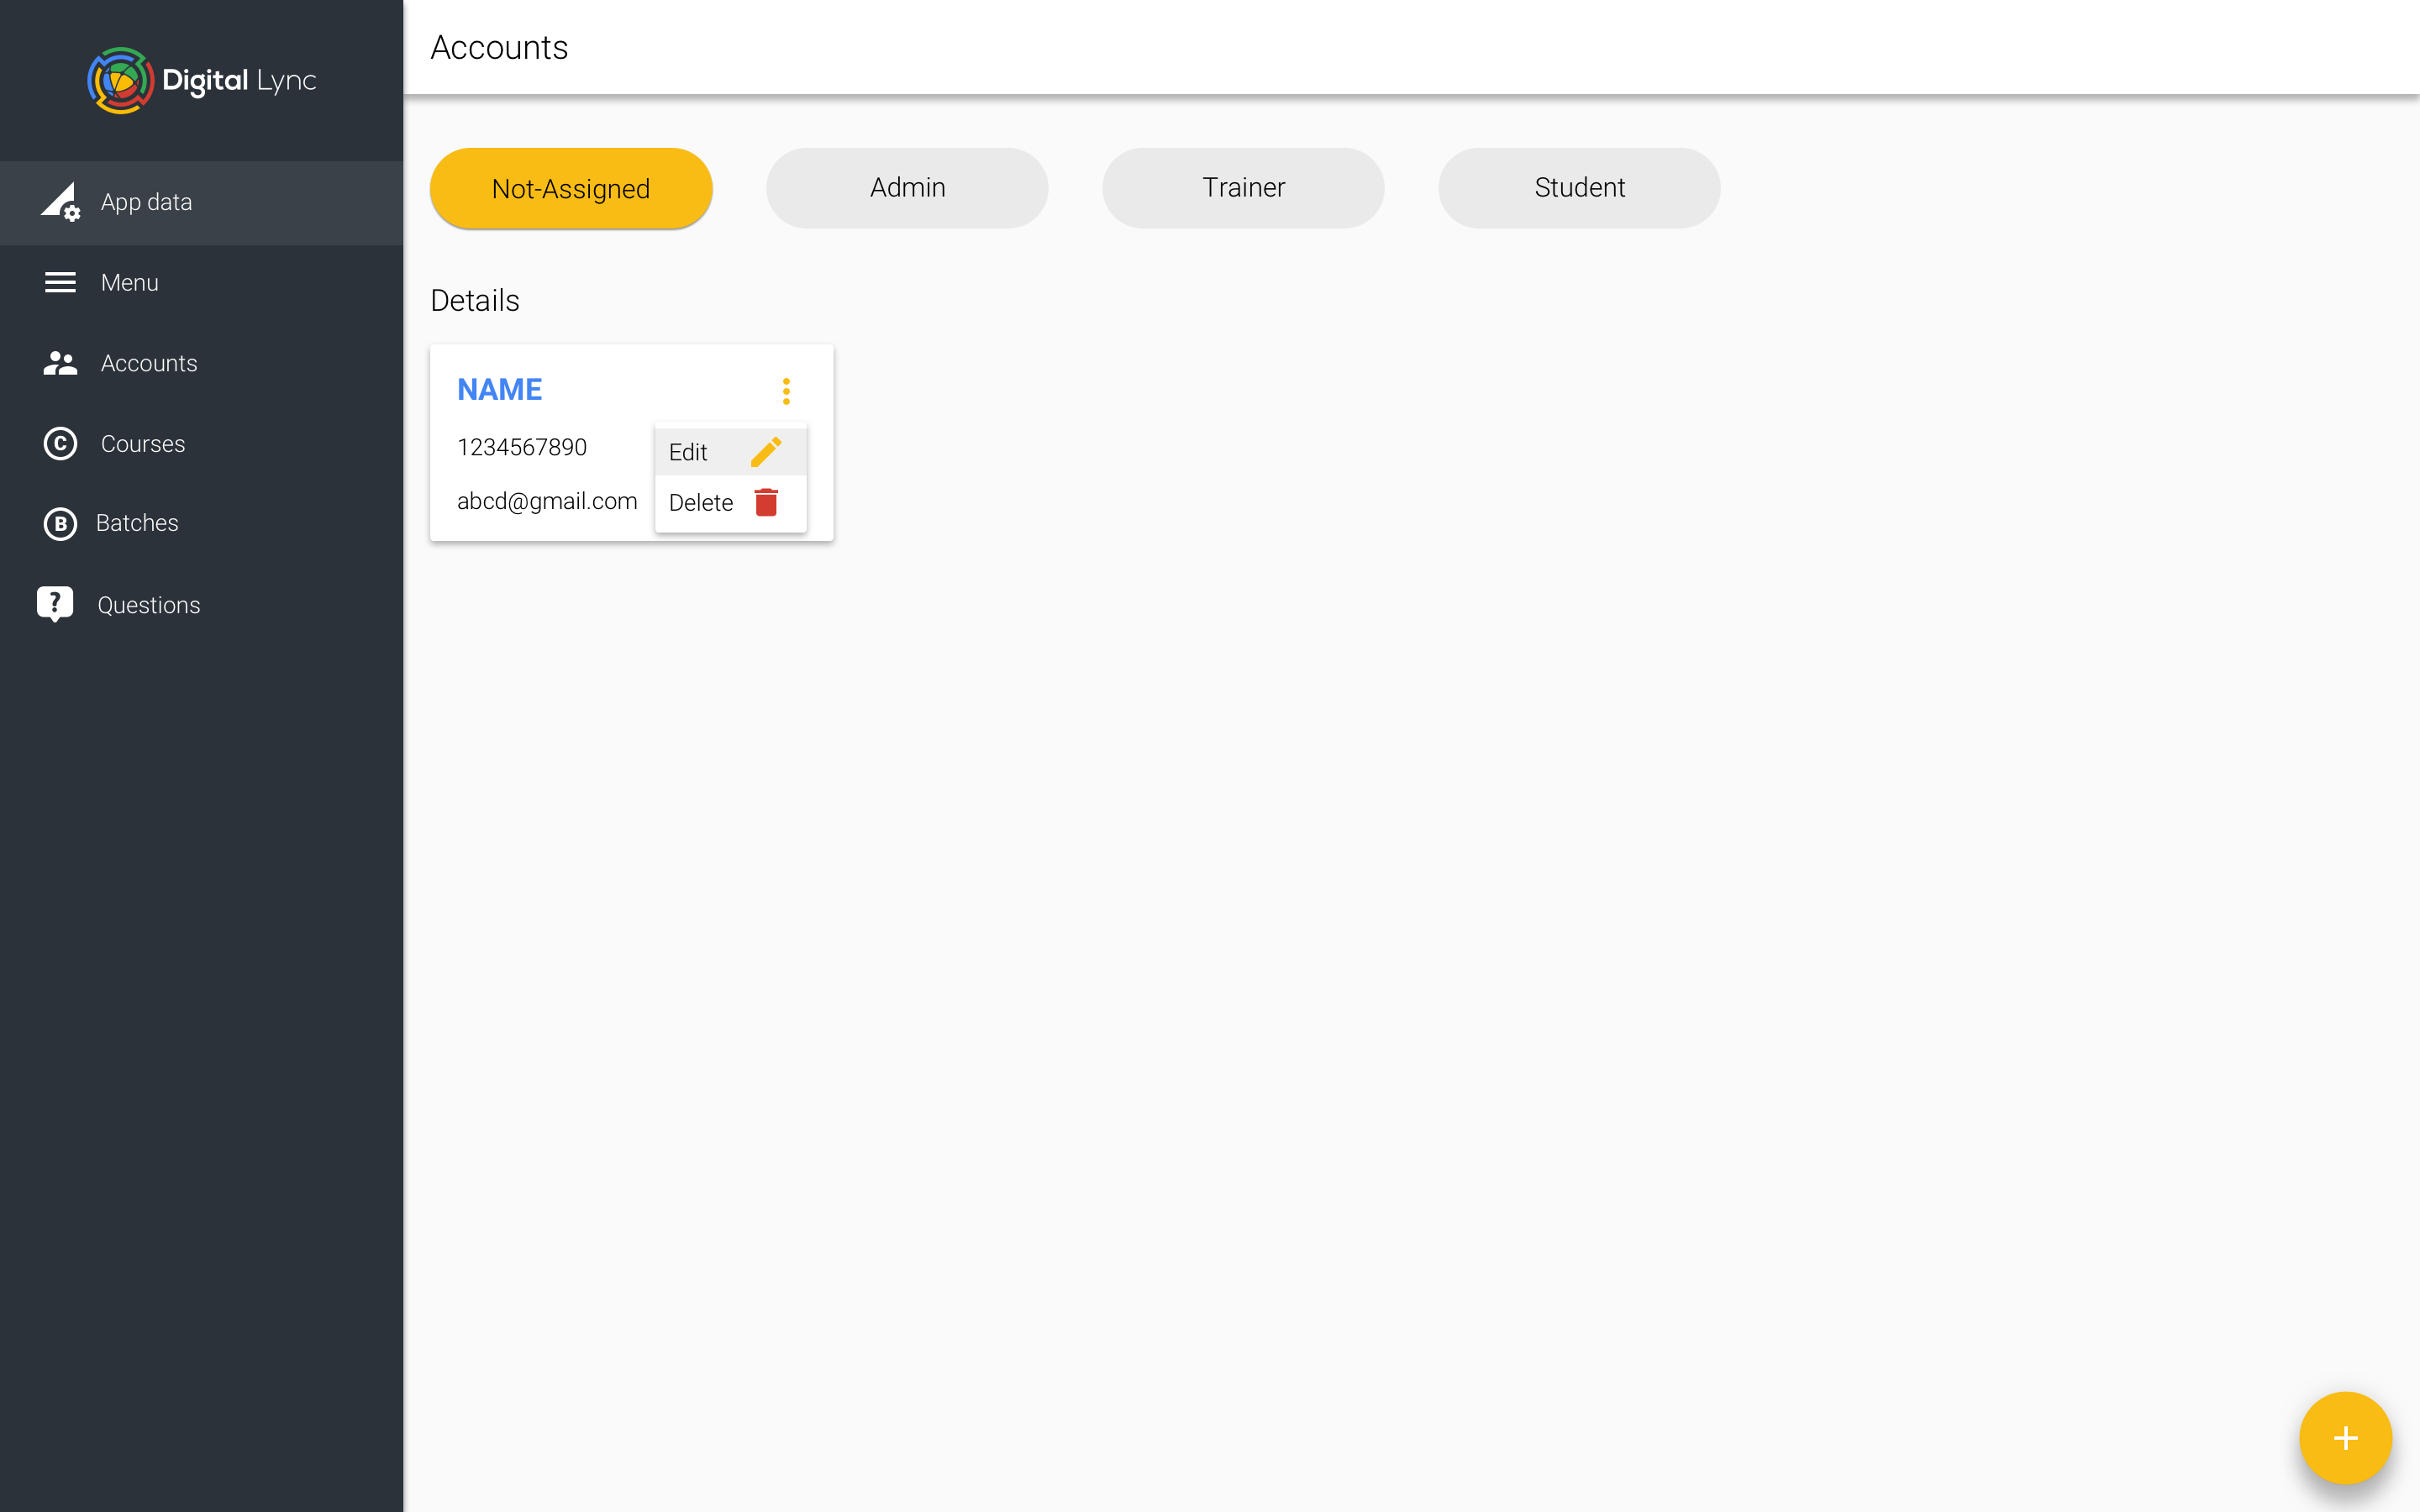 Digital Lync
App data
Menu
Accounts
C Courses
B Batches
? Questions
Accounts
Not-Assigned
Admin
Trainer
Student
Details
NAME
1234567890
abcd@gmail.com
Edit
Delete